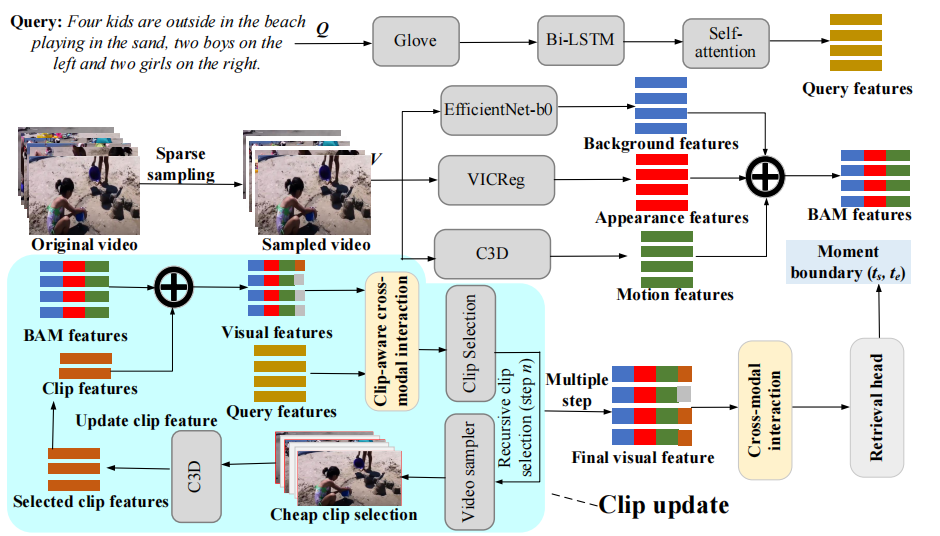 Query: Four kids are outside in the beach
playing in the sand, two boys on the
left and two girls on the right.
Q
Glove
Bi-LSTM
Self-
attention
Query features
EfficientNet-b0
Background features
Sparse
sampling
V
VICReg
Appearance features
BAM features
Original video
Sampled video
C3D
Motion features
Moment
boundary (ts, te)
BAM features
Visual features
Clip-aware cross-
modal interaction
Clip Selection
Clip features
Query features
Update clip feature
Recursive clip
selection (step n)
Multiple
step
Final visual feature
Cross-modal
interaction
Retrieval head
Selected clip features
C3D
Cheap clip selection
Video sampler
Clip update